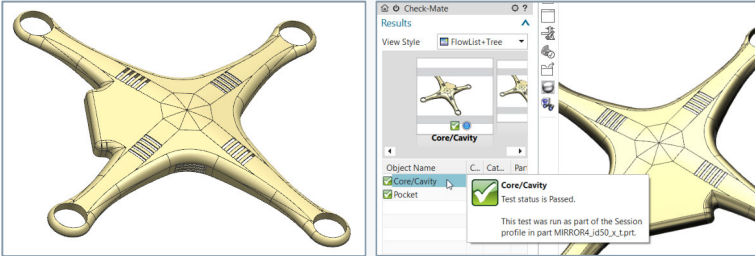 Check-Mate
?
Results
View Style
FlowList+Tree
Core/Cavity
Object Name
C...
Cat...
Par
Core/Cavity
Pocket
Core/Cavity
Test status is Passed.
This test was run as part of the Session
profile in part MIRROR4_id50_x_t.prt.